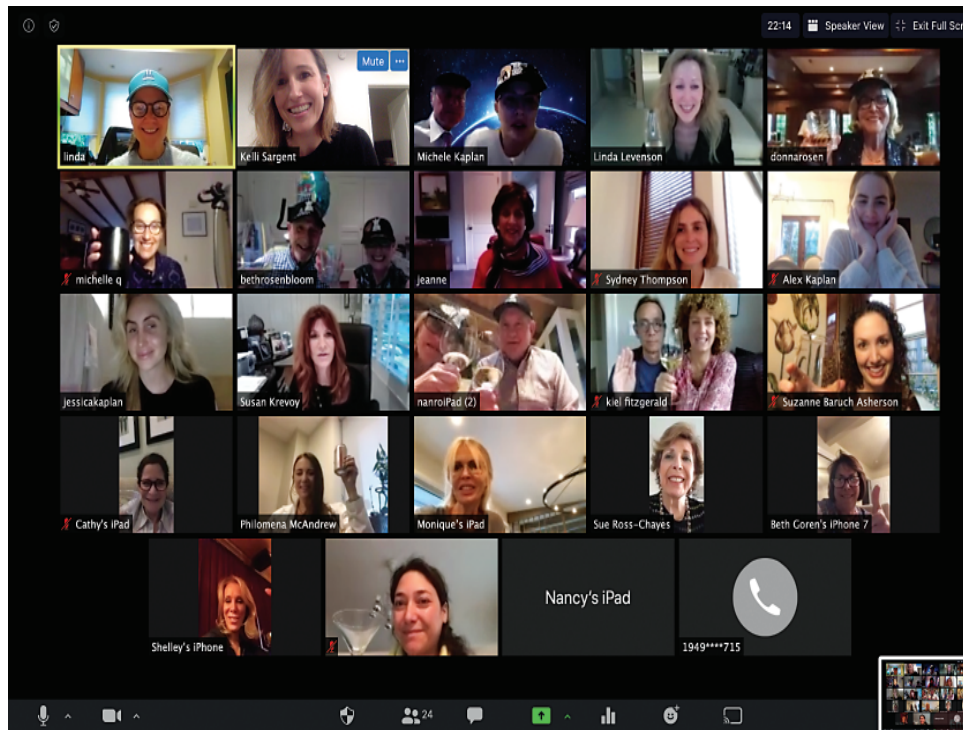 22:14 Speaker View Exit Full Scr
linda
Mute ...
Kelli Sargent
Michele Kaplan
Linda Levenson
donnarosen
michelle q
bethrosenbloom
jeanne
Sydney Thompson
Alex Kaplan
jessicakaplan
Susan Krevoy
nanroiPad (2)
kiel fitzgerald
Suzanne Baruch Asherson
Cathy's iPad
Philomena McAndrew
Monique's iPad
Sue Ross-Chayes
Beth Goren's iPhone 7
Shelley's iPhone
Nancy's iPad
1949****715
24